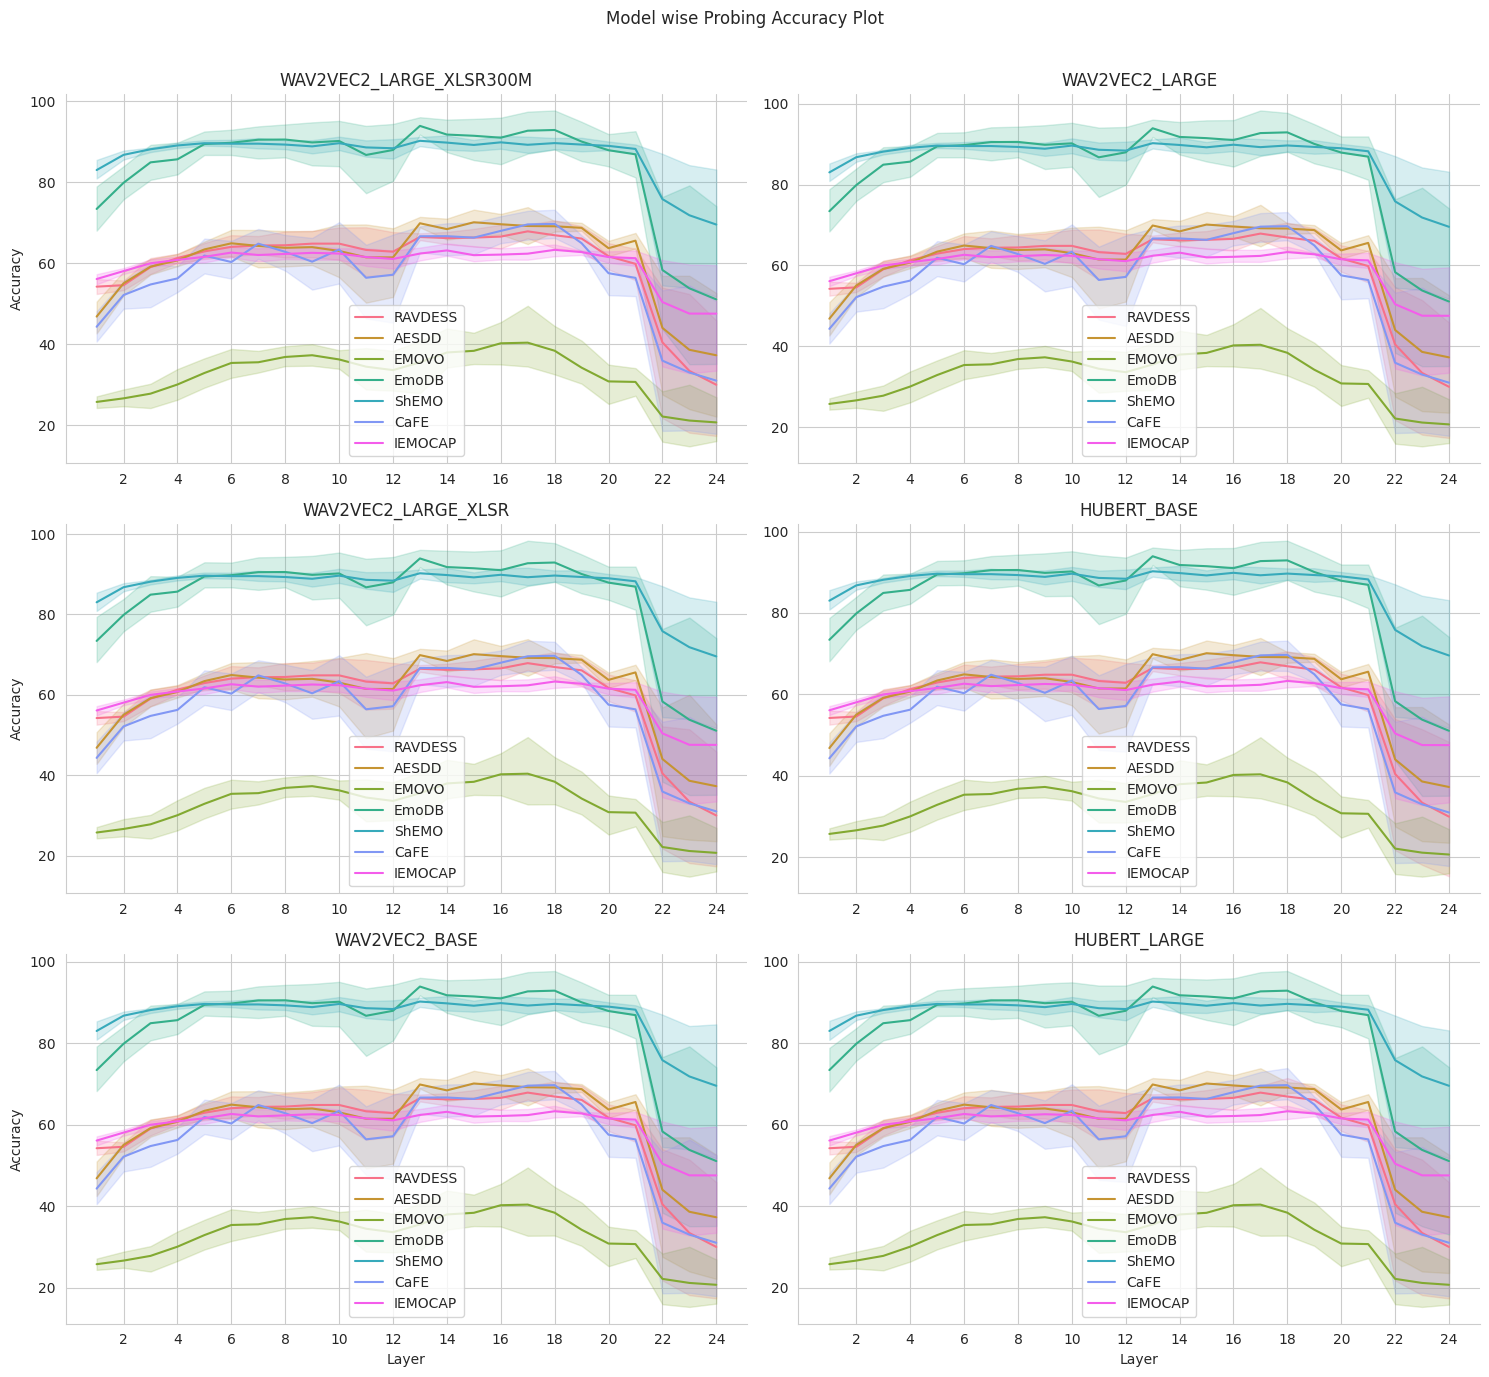 Model wise Probing Accuracy Plot
WAV2VEC2_LARGE_XLSR300M
100
80
60
40
20
Accuracy
RAVDESS
AESDD
EMOVO
EmoDB
ShEMO
CaFE
IEMOCAP
2 4 6 8 10 12 14 16 18 20 22 24
WAV2VEC2_LARGE
100
80
60
40
20
RAVDESS
AESDD
EMOVO
EmoDB
ShEMO
CaFE
IEMOCAP
2 4 6 8 10 12 14 16 18 20 22 24
WAV2VEC2_LARGE_XLSR
100
80
60
40
20
Accuracy
RAVDESS
AESDD
EMOVO
EmoDB
ShEMO
CaFE
IEMOCAP
2 4 6 8 10 12 14 16 18 20 22 24
HUBERT_BASE
100
80
60
40
20
RAVDESS
AESDD
EMOVO
EmoDB
ShEMO
CaFE
IEMOCAP
2 4 6 8 10 12 14 16 18 20 22 24
WAV2VEC2_BASE
100
80
60
40
20
Accuracy
RAVDESS
AESDD
EMOVO
EmoDB
ShEMO
CaFE
IEMOCAP
2 4 6 8 10 12 14 16 18 20 22 24
Layer
HUBERT_LARGE
100
80
60
40
20
RAVDESS
AESDD
EMOVO
EmoDB
ShEMO
CaFE
IEMOCAP
2 4 6 8 10 12 14 16 18 20 22 24
Layer